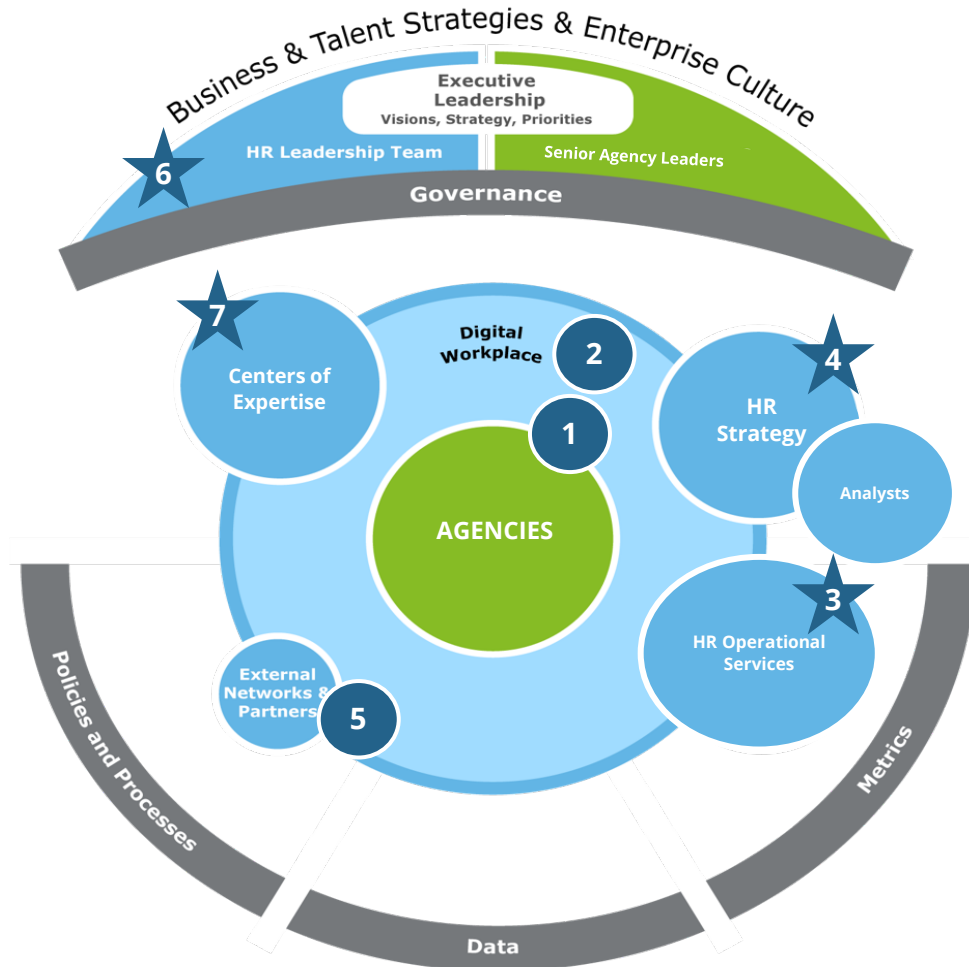 Business & Talent Strategies & Enterprise Culture
Executive
Leadership
Visions, Strategy, Priorities
HR Leadership Team
Senior Agency Leaders
6
Governance
7
Centers of
Expertise
Digital
Workplace
2
1
4
HR
Strategy
Analysts
AGENCIES
3
HR Operational
Services
External
Networks &
Partners
5
Policies and Processes
Metrics
Data